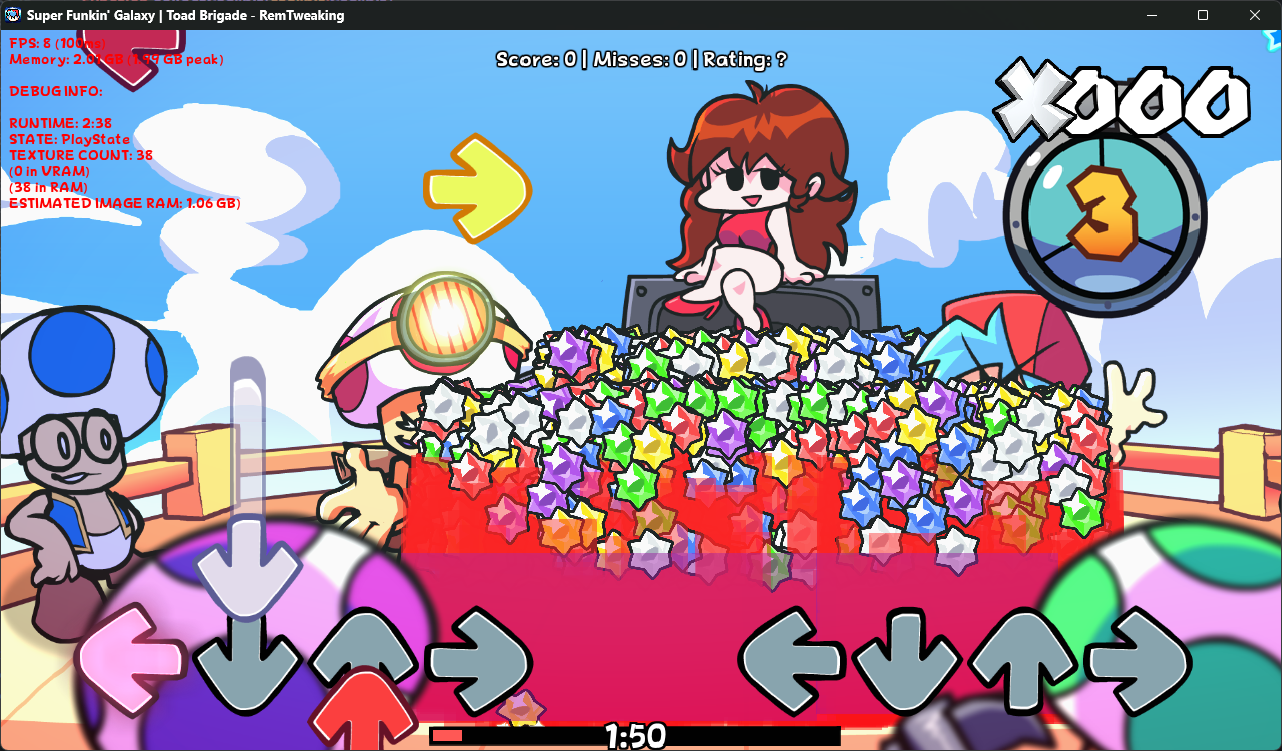 Super Funkin' Galaxy | Toad Brigade - RemTweaking
FPS: 8 (100ms)
Score: 0 | Misses: 0 | Rating: ?
X000
DEBUG INFO:
RUNTIME: 2:38
STATE: PlayState
TEXTURE COUNT: 38
(0 in VRAM)
(38 in RAM)
ESTIMATED IMAGE RAM: 1.06 GB)
3
1:50